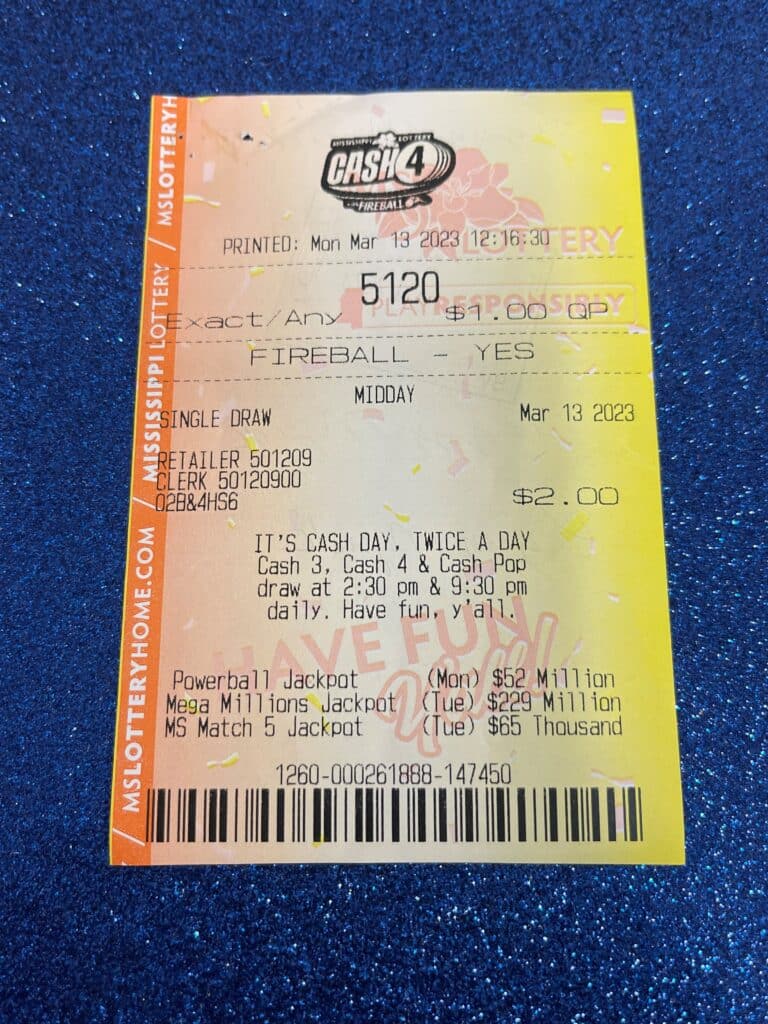 MISSISSIPPI LOTTERY
CASH 4
FIREBALL
LOTTERY
PRINTED: Mon Mar 13 2023 12:16:30
5120
PLAY RESPONSIBLY
Exact/Any $1.00 QP
FIREBALL - YES
MIDDAY
SINGLE DRAW Mar 13 2023
RETAILER 501209
CLERK 50120900
02B&4HS6 $2.00
IT'S CASH DAY, TWICE A DAY
Cash 3, Cash 4 & Cash Pop
draw at 2:30 pm & 9:30 pm
daily. Have fun, y'all.
HAVE FUN
Y'all!
Powerball Jackpot (Mon) $52 Million
Mega Millions Jackpot (Tue) $229 Million
MS Match 5 Jackpot (Tue) $65 Thousand
1260-000261888-147450
/ MSLOTTERYHOME.COM / MISSISSIPPI LOTTERY / MSLOTTERYH